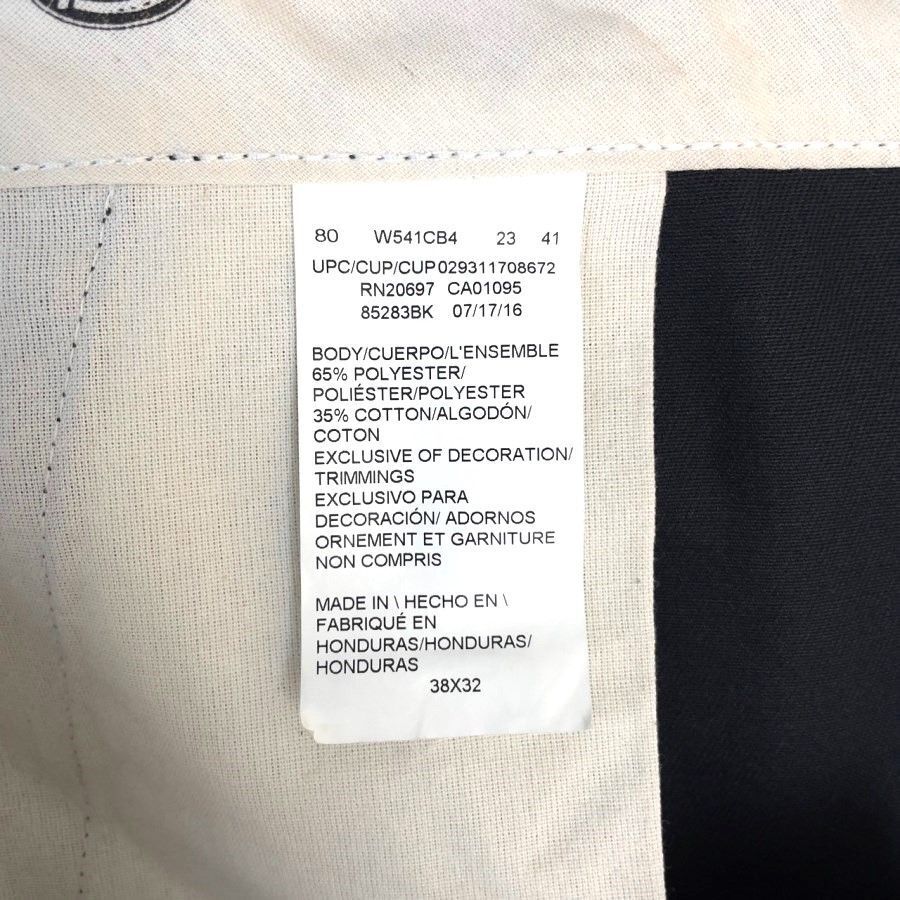 80 W541CB4 23 41
UPC/CUP/CUP029311708672
RN20697 CA01095
85283BK 07/17/16
BODY/CUERPO/L'ENSEMBLE
65% POLYESTER/
POLIÉSTER/POLYESTER
35% COTTON/ALGODÓN/
COTON
EXCLUSIVE OF DECORATION/
TRIMMINGS
EXCLUSIVO PARA
DECORACIÓN/ ADORNOS
ORNEMENT ET GARNITURE
NON COMPRIS
MADE IN \ HECHO EN \
FABRIQUÉ EN
HONDURAS/HONDURAS/
HONDURAS
38X32